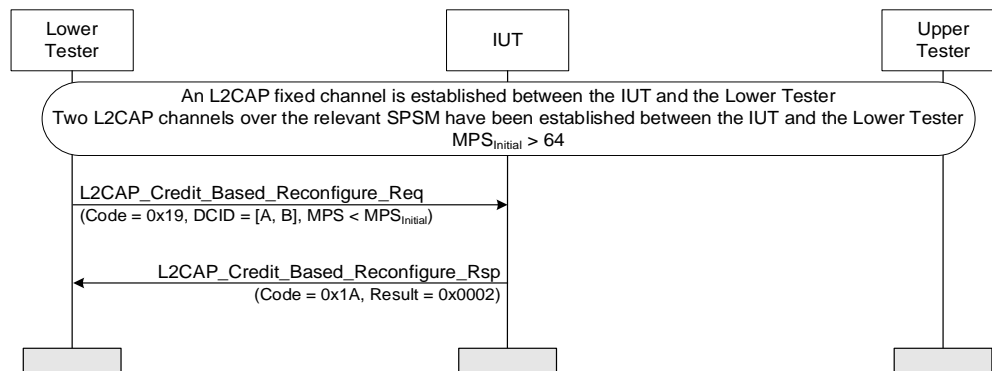 Lower
Tester
IUT
Upper
Tester
An L2CAP fixed channel is established between the IUT and the Lower Tester
Two L2CAP channels over the relevant SPSM have been established between the IUT and the Lower Tester
MPSInitial > 64
L2CAP_Credit_Based_Reconfigure_Req
(Code = 0x19, DCID = [A, B], MPS < MPSInitial)
L2CAP_Credit_Based_Reconfigure_Rsp
(Code = 0x1A, Result = 0x0002)